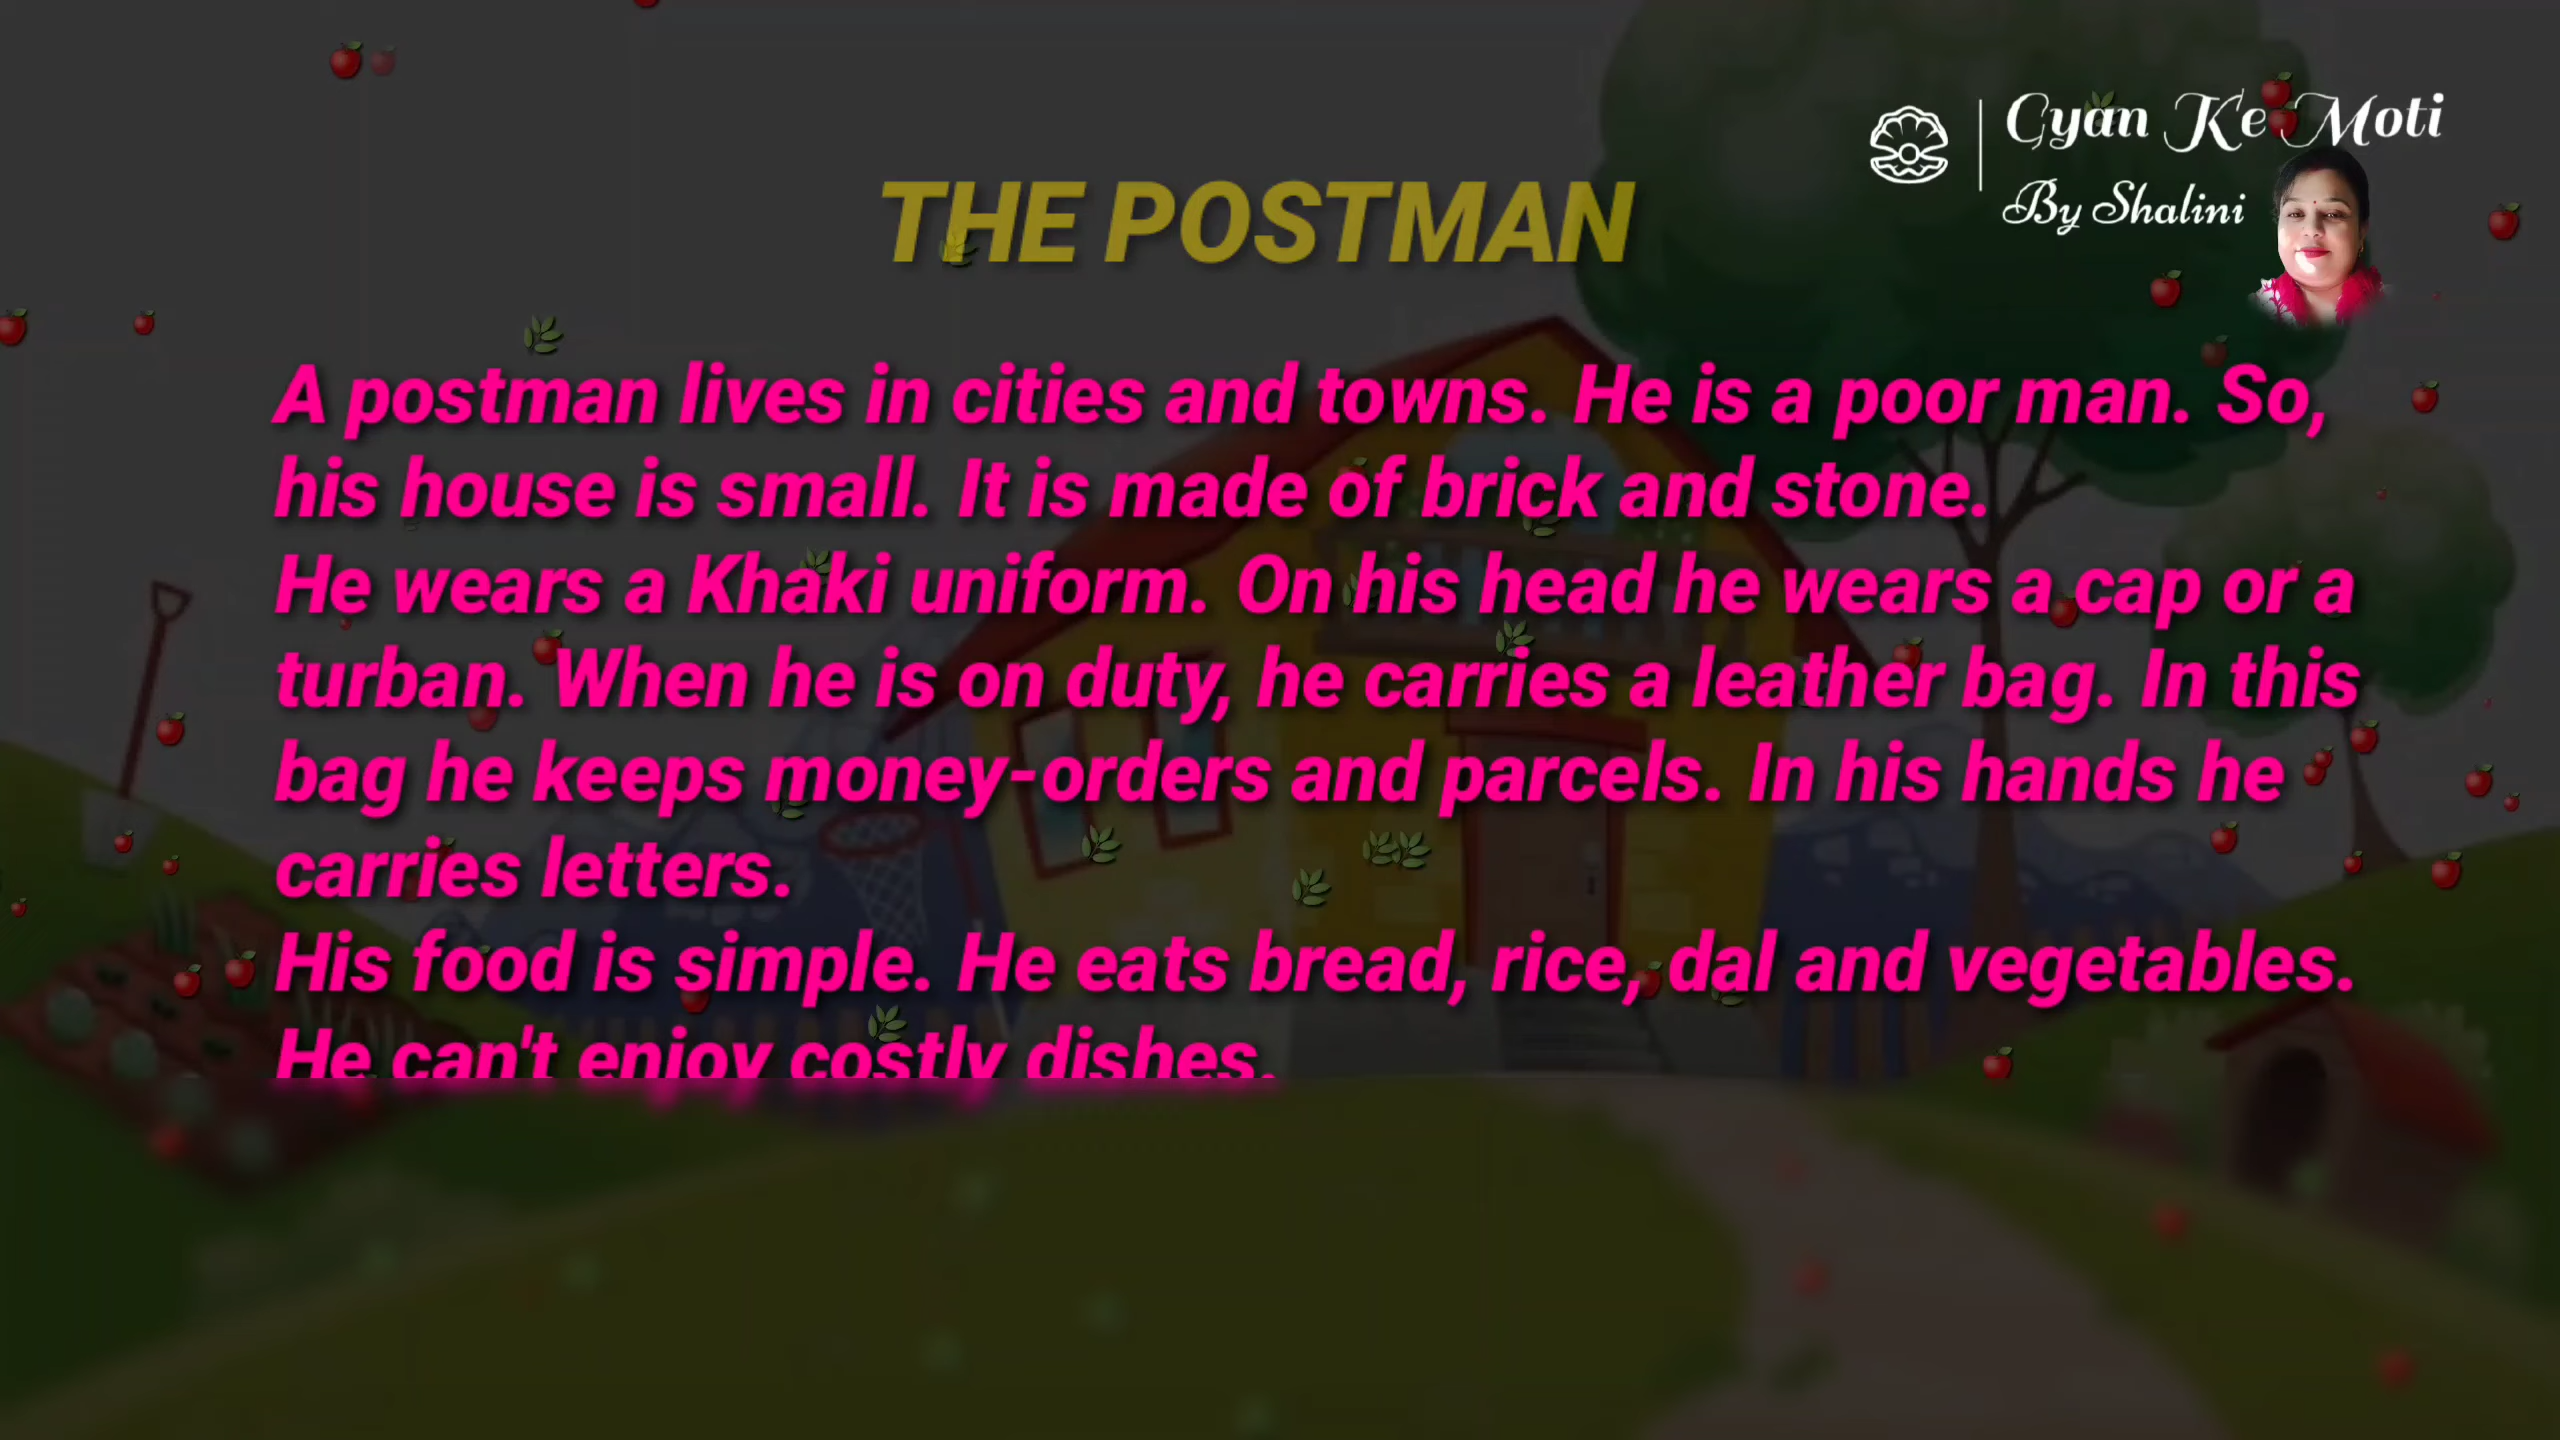 Gyan Ke Moti
By Shalini
THE POSTMAN
A postman lives in cities and towns. He is a poor man. So,
his house is small. It is made of brick and stone.
He wears a Khaki uniform. On his head he wears a cap or a
turban. When he is on duty, he carries a leather bag. In this
bag he keeps money-orders and parcels. In his hands he
carries letters.
His food is simple. He eats bread, rice, dal and vegetables.
He can't enjoy costly dishes.